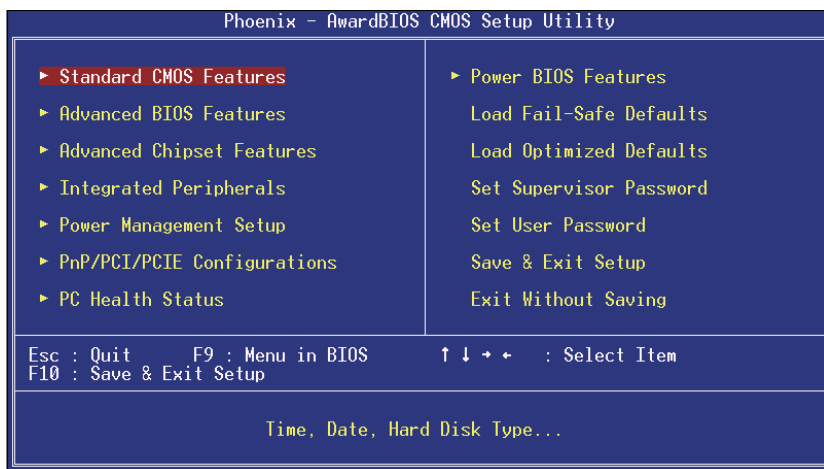 Phoenix - AwardBIOS CMOS Setup Utility
► Standard CMOS Features
► Advanced BIOS Features
► Advanced Chipset Features
► Integrated Peripherals
► Power Management Setup
► PnP/PCI/PCIE Configurations
► PC Health Status
► Power BIOS Features
Load Fail-Safe Defaults
Load Optimized Defaults
Set Supervisor Password
Set User Password
Save & Exit Setup
Exit Without Saving
Esc : Quit F9 : Menu in BIOS ↑ ↓ → ← : Select Item
F10 : Save & Exit Setup
Time, Date, Hard Disk Type...